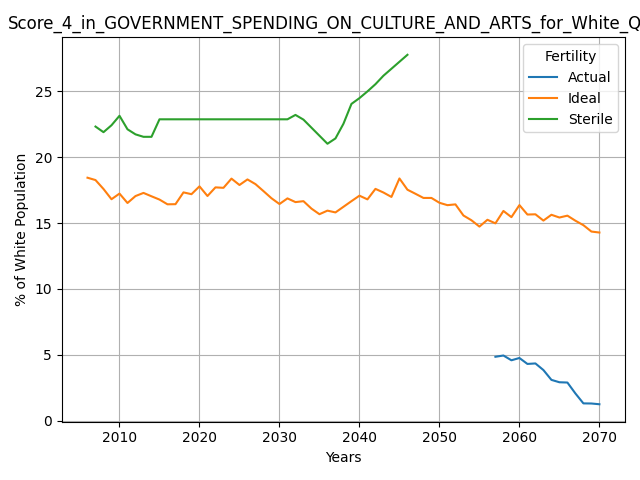 Score_4_in_GOVERNMENT_SPENDING_ON_CULTURE_AND_ARTS_for_White_Q
Fertility
Actual
Ideal
Sterile
% of White Population
25
20
15
10
5
0
2010 2020 2030 2040 2050 2060 2070
Years